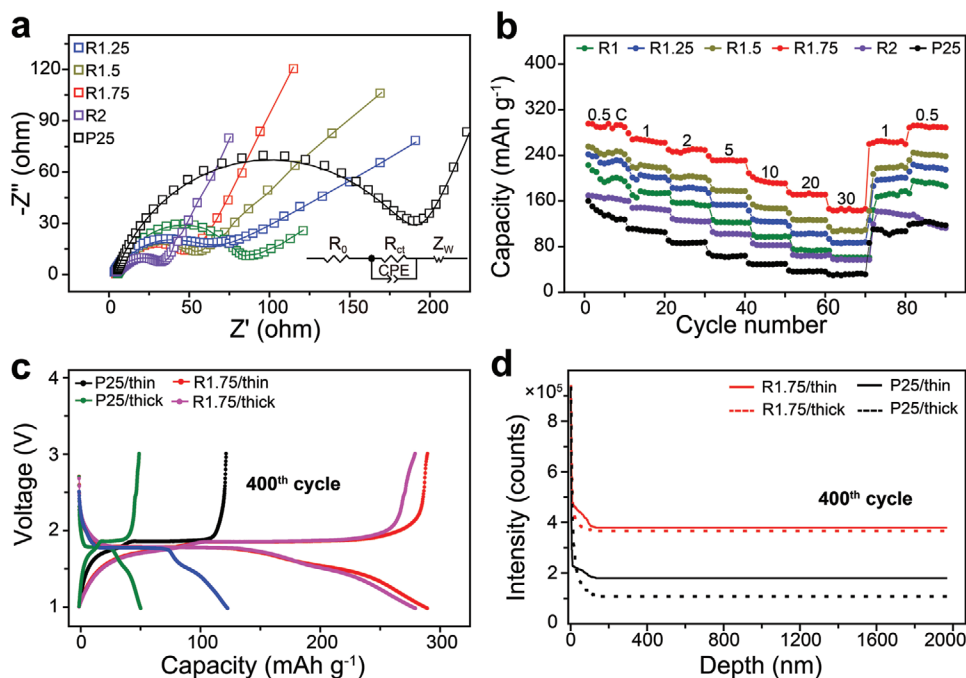 a
R1.25
R1.5
R1.75
R2
P25
120
90
60
30
0
-Z" (ohm)
0 50 100 150 200
Z' (ohm)
R0 Rct ZW
CPE
b
R1 R1.25 R1.5 R1.75 R2 P25
400
320
240
160
80
0
Capacity (mAh g-1)
0.5 C 1 2 5 10 20 30 1 0.5
0 20 40 60 80
Cycle number
c
P25/thin R1.75/thin
P25/thick R1.75/thick
400th cycle
4
3
2
1
Voltage (V)
0 100 200 300
Capacity (mAh g-1)
d
×10⁵
R1.75/thin P25/thin
R1.75/thick P25/thick
400th cycle
8
6
4
2
0
Intensity (counts)
0 400 800 1200 1600 2000
Depth (nm)